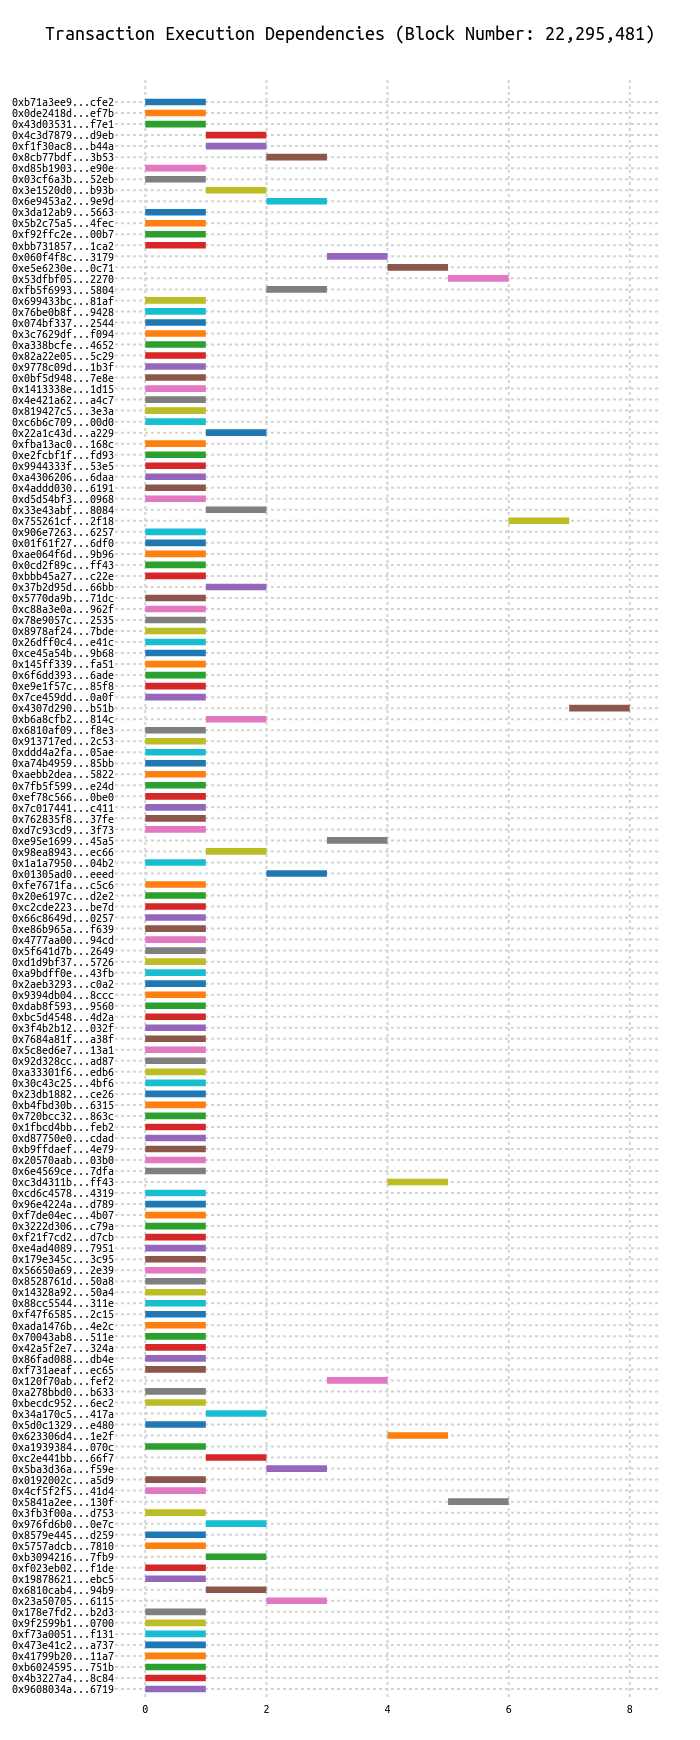 Transaction Execution Dependencies (Block Number: 22,295,481)
0xb71a3ee9...cfe2
0x0de2418d...ef7b
0x43d03531...f7e1
0x4c3d7879...d9eb
0xf1f30ac8...b44a
0x8cb77bdf...3b53
0xd85b1903...e90e
0x03cf6a3b...52eb
0x3e1520d0...b93b
0x6e9453a2...9e9d
0x3da12ab9...5663
0x5b2c75a5...4fec
0xf92ffc2e...00b7
0xbb731857...1ca2
0x060f4f8c...3179
0xe5e6230e...0c71
0x53dfbf05...2270
0xfb5f6993...5804
0x699433bc...81af
0x76be0b8f...9428
0x074bf337...2544
0x3c7629df...f094
0xa338bcfe...4652
0x82a22e05...5c29
0x9778c09d...1b3f
0x0bf5d948...7e8e
0x1413338e...1d15
0x4e421a62...a4c7
0x819427c5...3e3a
0xc6b6c709...00d0
0x22a1c43d...a229
0xfba13ac0...168c
0xe2fcbf1f...fd93
0x9944333f...53e5
0xa4306206...6daa
0x4addd030...6191
0xd5d54bf3...0968
0x33e43abf...8084
0x755261cf...2f18
0x906e7263...6257
0x01f61f27...6df0
0xae064f6d...9b96
0x0cd2f89c...ff43
0xbbb45a27...c22e
0x37b2d95d...66bb
0x5770da9b...71dc
0xc88a3e0a...962f
0x78e9057c...2535
0x8978af24...7bde
0x26dff0c4...e41c
0xce45a54b...9b68
0x145ff339...fa51
0x6f6dd393...6ade
0xe9e1f57c...85f8
0x7ce459dd...0a0f
0x4307d290...b51b
0xb6a8cfb2...814c
0x6810af09...f8e3
0x913717ed...2c53
0xddd4a2fa...05ae
0xa74b4959...85bb
0xaebb2dea...5822
0x7fb5f599...e24d
0xef78c566...0be0
0x7c017441...c411
0x762835f8...37fe
0xd7c93cd9...3f73
0xe95e1699...45a5
0x98ea8943...ec66
0x1a1a7950...04b2
0x01305ad0...eeed
0xfe7671fa...c5c6
0x20e6197c...d2e2
0xc2cde223...be7d
0x66c8649d...0257
0xe86b965a...f639
0x4777aa00...94cd
0x5f641d7b...2649
0xd1d9bf37...5726
0xa9bdff0e...43fb
0x2aeb3293...c0a2
0x9394db04...8ccc
0xdab8f593...9560
0xbc5d4548...4d2a
0x3f4b2b12...032f
0x7684a81f...a38f
0x5c8ed6e7...13a1
0x92d328cc...ad87
0xa33301f6...edb6
0x30c43c25...4bf6
0x23db1882...ce26
0xb4fbd30b...6315
0x720bcc32...863c
0x1fbcd4bb...feb2
0xd87750e0...cdad
0xb9ffdaef...4e79
0x20570aab...03b0
0x6e4569ce...7dfa
0xc3d4311b...ff43
0xcd6c4578...4319
0x96e4224a...d789
0xf7de04ec...4b07
0x3222d306...c79a
0xf21f7cd2...d7cb
0xe4ad4089...7951
0x179e345c...3c95
0x56650a69...2e39
0x8528761d...50a8
0x14328a92...50a4
0x88cc5544...311e
0xf47f6585...2c15
0xada1476b...4e2c
0x70043ab8...511e
0x42a5f2e7...324a
0x86fad088...db4e
0xf731aeaf...ec65
0x120f70ab...fef2
0xa278bbd0...b633
0xbecdc952...6ec2
0x34a170c5...417a
0x5d0c1329...e480
0x623306d4...1e2f
0xa1939384...070c
0xc2e441bb...66f7
0x5ba3d36a...f59e
0x0192002c...a5d9
0x4cf5f2f5...41d4
0x5841a2ee...130f
0x3fb3f00a...d753
0x976fd6b0...0e7c
0x8579e445...d259
0x5757adcb...7810
0xb3094216...7fb9
0xf023eb02...f1de
0x19878621...ebc5
0x6810cab4...94b9
0x23a50705...6115
0x178e7fd2...b2d3
0x9f2599b1...0700
0xf73a0051...f131
0x473e41c2...a737
0x41799b20...11a7
0xb6024595...751b
0x4b3227a4...8c84
0x9608034a...6719
0 2 4 6 8